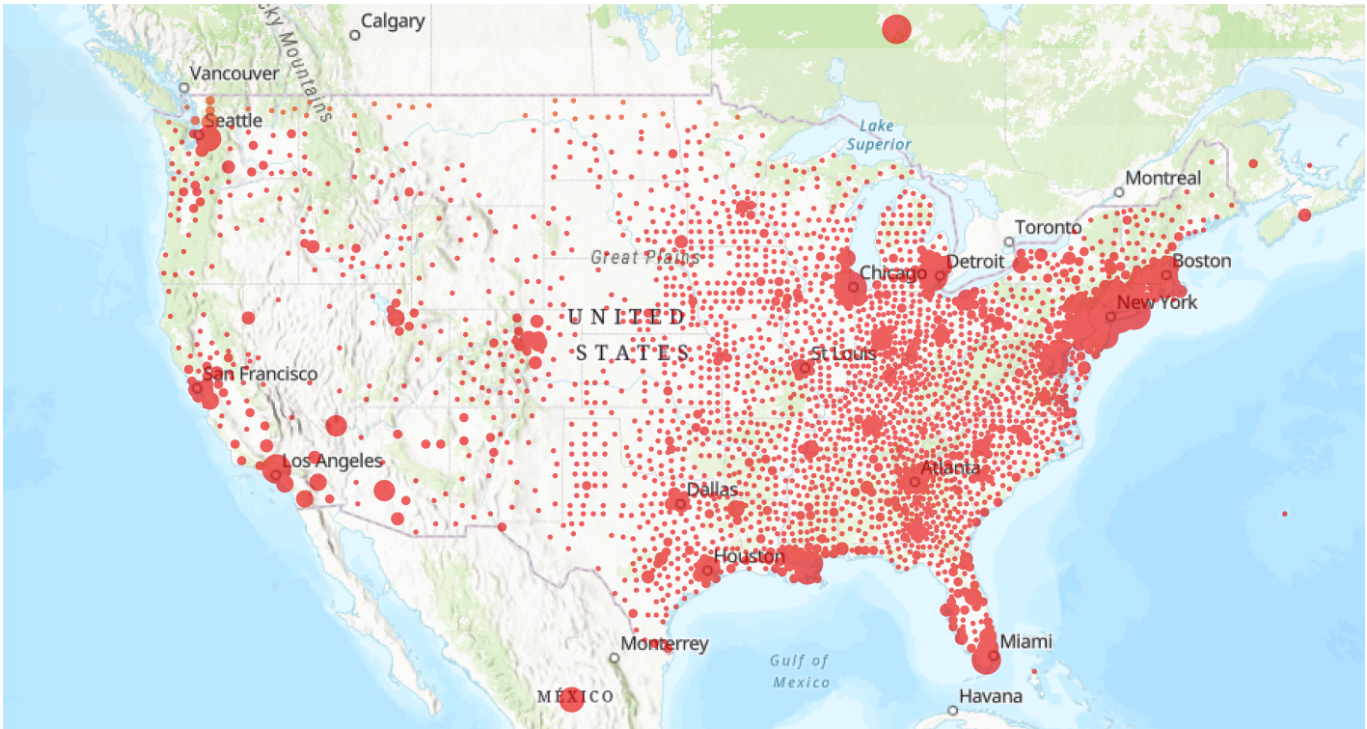 Calgary
ky Mountains
Vancouver
Seattle
Lake
Superior
Montreal
Toronto
Great Plains
Detroit
Boston
Chicago
New York
UNITED
STATES
St Louis
San Francisco
Los Angeles
Atlanta
Dallas
Houston
Monterrey
Miami
Gulf of
Mexico
MÉXICO
Havana